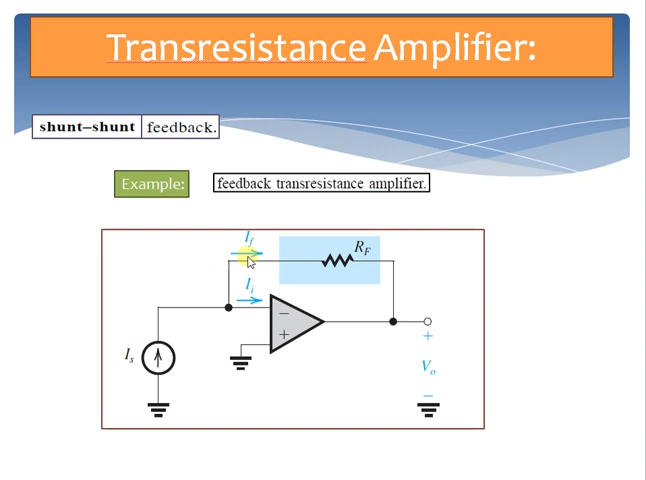 Transresistance Amplifier:
shunt–shunt feedback.
Example: feedback transresistance amplifier.
I_f
R_F
I_i
−
+
I_s
+
V_o
−